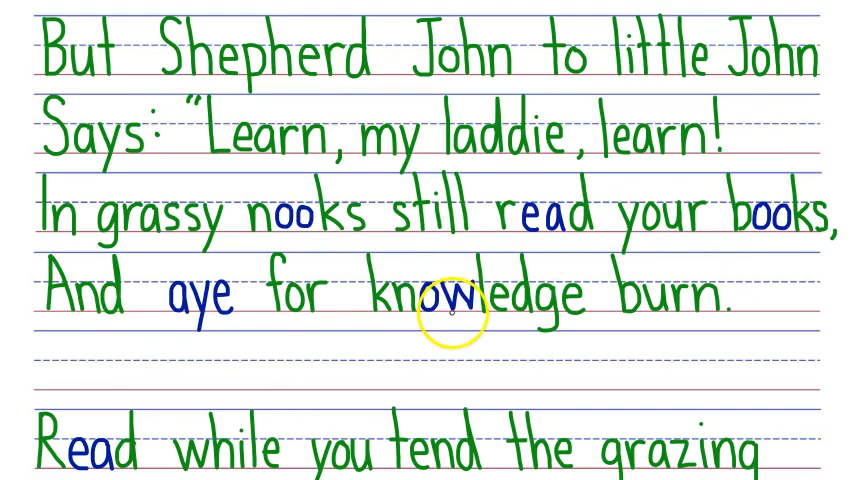 But Shepherd John to little John
Says: "Learn, my laddie, learn!
In grassy nooks still read your books,
And aye for knowledge burn.
Read while you tend the grazing